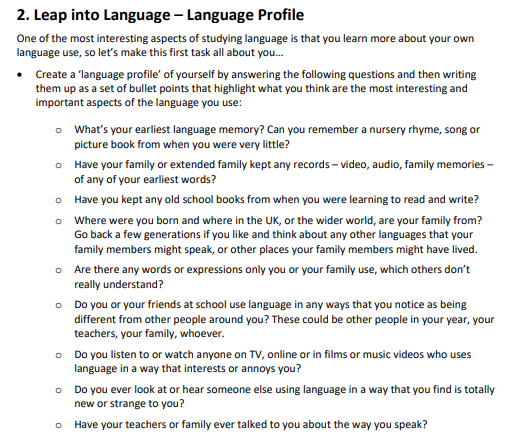 2. Leap into Language – Language Profile
One of the most interesting aspects of studying language is that you learn more about your own
language use, so let's make this first task all about you…
• Create a 'language profile' of yourself by answering the following questions and then writing
them up as a set of bullet points that highlight what you think are the most interesting and
important aspects of the language you use:
o What's your earliest language memory? Can you remember a nursery rhyme, song or
picture book from when you were very little?
o Have your family or extended family kept any records – video, audio, family memories –
of any of your earliest words?
o Have you kept any old school books from when you were learning to read and write?
o Where were you born and where in the UK, or the wider world, are your family from?
Go back a few generations if you like and think about any other languages that your
family members might speak, or other places your family members might have lived.
o Are there any words or expressions only you or your family use, which others don't
really understand?
o Do you or your friends at school use language in any ways that you notice as being
different from other people around you? These could be other people in your year, your
teachers, your family, whoever.
o Do you listen to or watch anyone on TV, online or in films or music videos who uses
language in a way that interests or annoys you?
o Do you ever look at or hear someone else using language in a way that you find is totally
new or strange to you?
o Have your teachers or family ever talked to you about the way you speak?